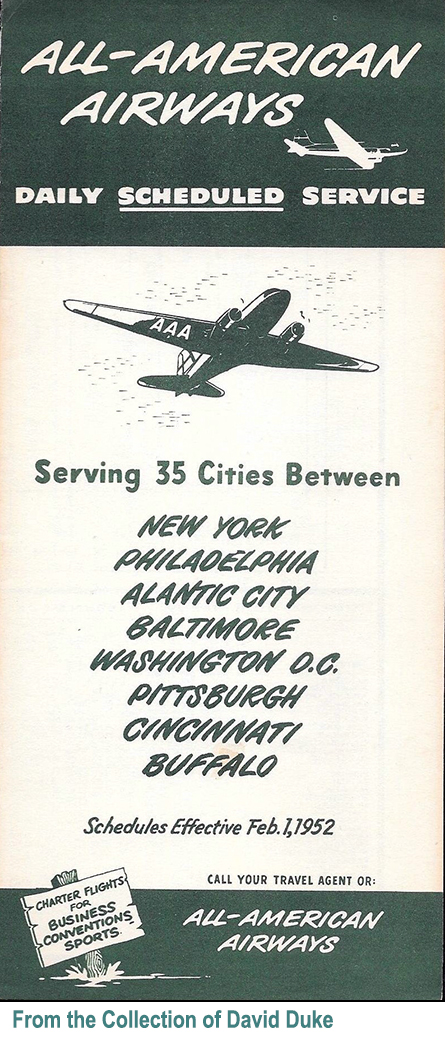 ALL-AMERICAN
AIRWAYS
DAILY SCHEDULED SERVICE
AAA
Serving 35 Cities Between
NEW YORK
PHILADELPHIA
ALANTIC CITY
BALTIMORE
WASHINGTON D.C.
PITTSBURGH
CINCINNATI
BUFFALO
Schedules Effective Feb. 1, 1952
CALL YOUR TRAVEL AGENT OR:
CHARTER FLIGHTS
FOR
BUSINESS
CONVENTIONS
SPORTS.
ALL-AMERICAN
AIRWAYS
From the Collection of David Duke